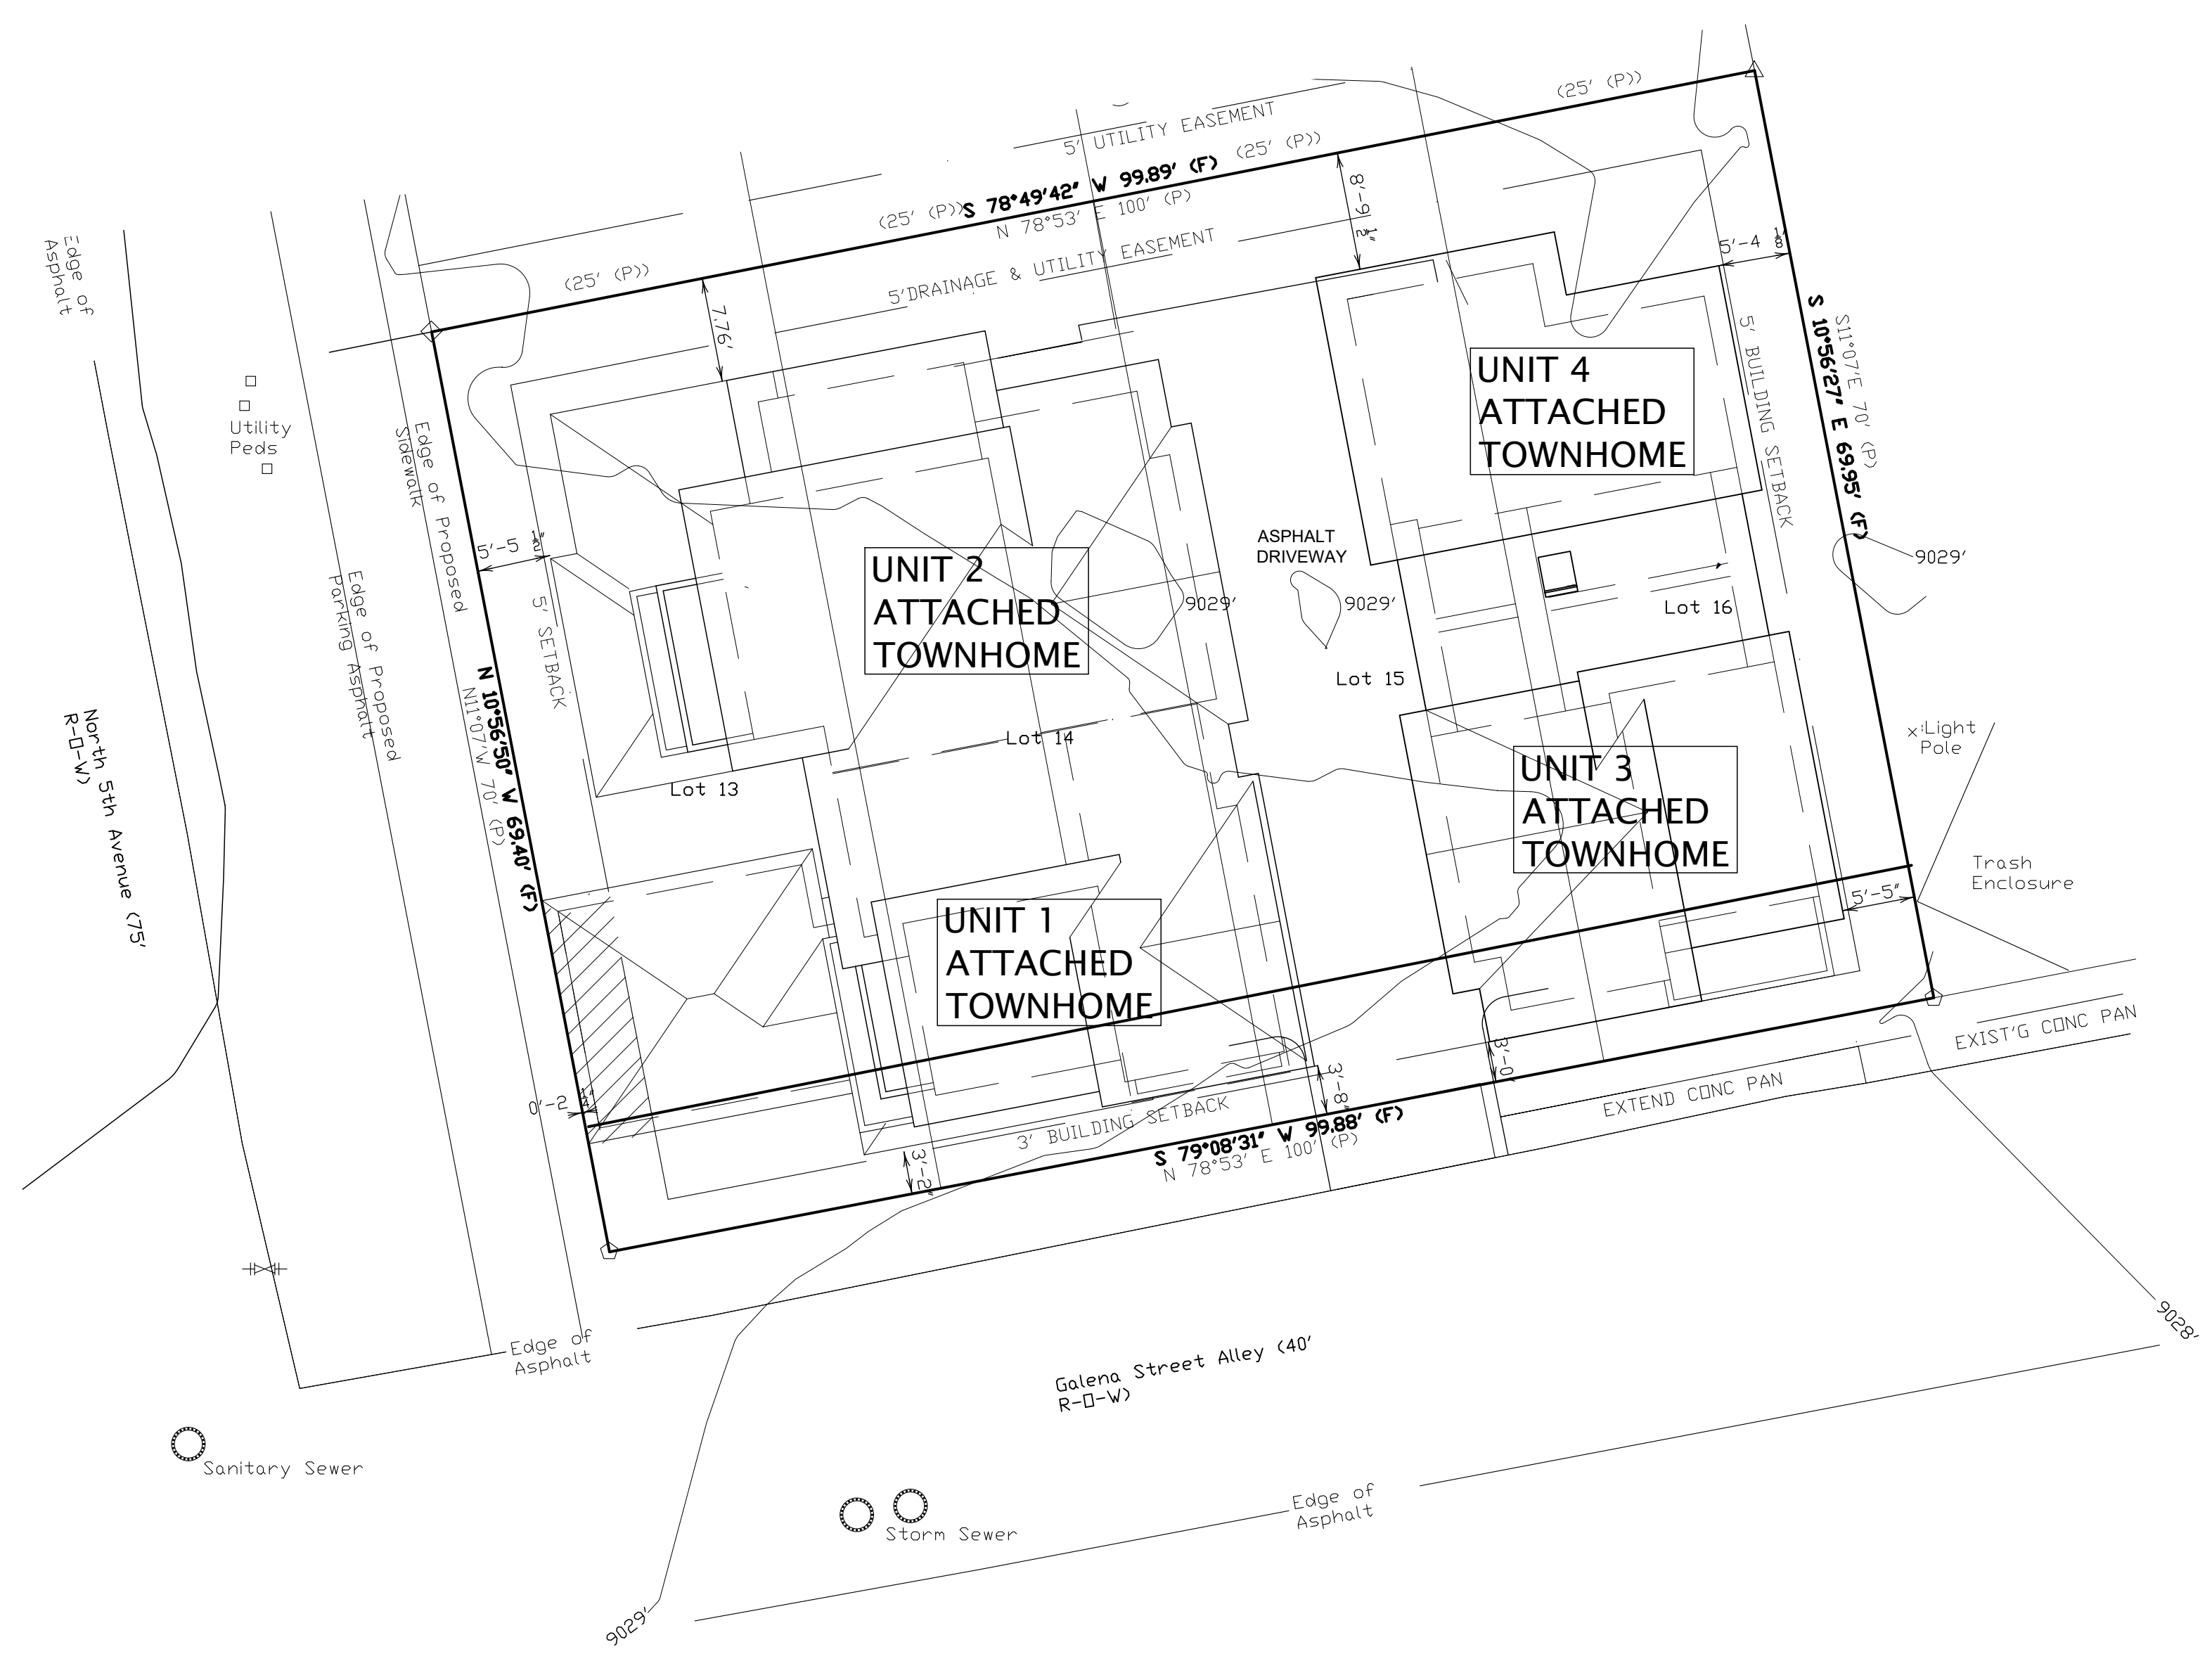 (25' (P))
5' UTILITY EASEMENT
(25' (P))
S 78°49'42" W 99.89' (F)
(25' (P))
N 78°53' E 100' (P)
8'-9 1/2"
5'-4 1/8"
5'DRAINAGE & UTILITY EASEMENT
(25' (P))
7.76'
Edge of
Asphalt
UNIT 4
ATTACHED
TOWNHOME
5' BUILDING SETBACK
S 10°56'27" E 69.95' (F)
S11°07'E 70' (P)
Utility
Peds
Edge of Proposed
Sidewalk
5'-5 1/2"
UNIT 2
ATTACHED
TOWNHOME
ASPHALT
DRIVEWAY
9029'
9029'
9029'
Lot 16
Edge of Proposed
Parking Asphalt
5' SETBACK
N 10°56'50" W 69.40' (F)
N11°07'W 70' (P)
Lot 15
North 5th Avenue (75'
R-O-W)
Lot 14
x:Light
Pole
Lot 13
UNIT 3
ATTACHED
TOWNHOME
Trash
Enclosure
5'-5"
UNIT 1
ATTACHED
TOWNHOME
EXIST'G CONC PAN
3'-0"
3'-8"
EXTEND CONC PAN
3' BUILDING SETBACK
S 79°08'31" W 99.88' (F)
N 78°53' E 100' (P)
3'-2"
Edge of
Asphalt
Galena Street Alley (40'
R-O-W)
9028'
Sanitary Sewer
Storm Sewer
Edge of
Asphalt
9029'